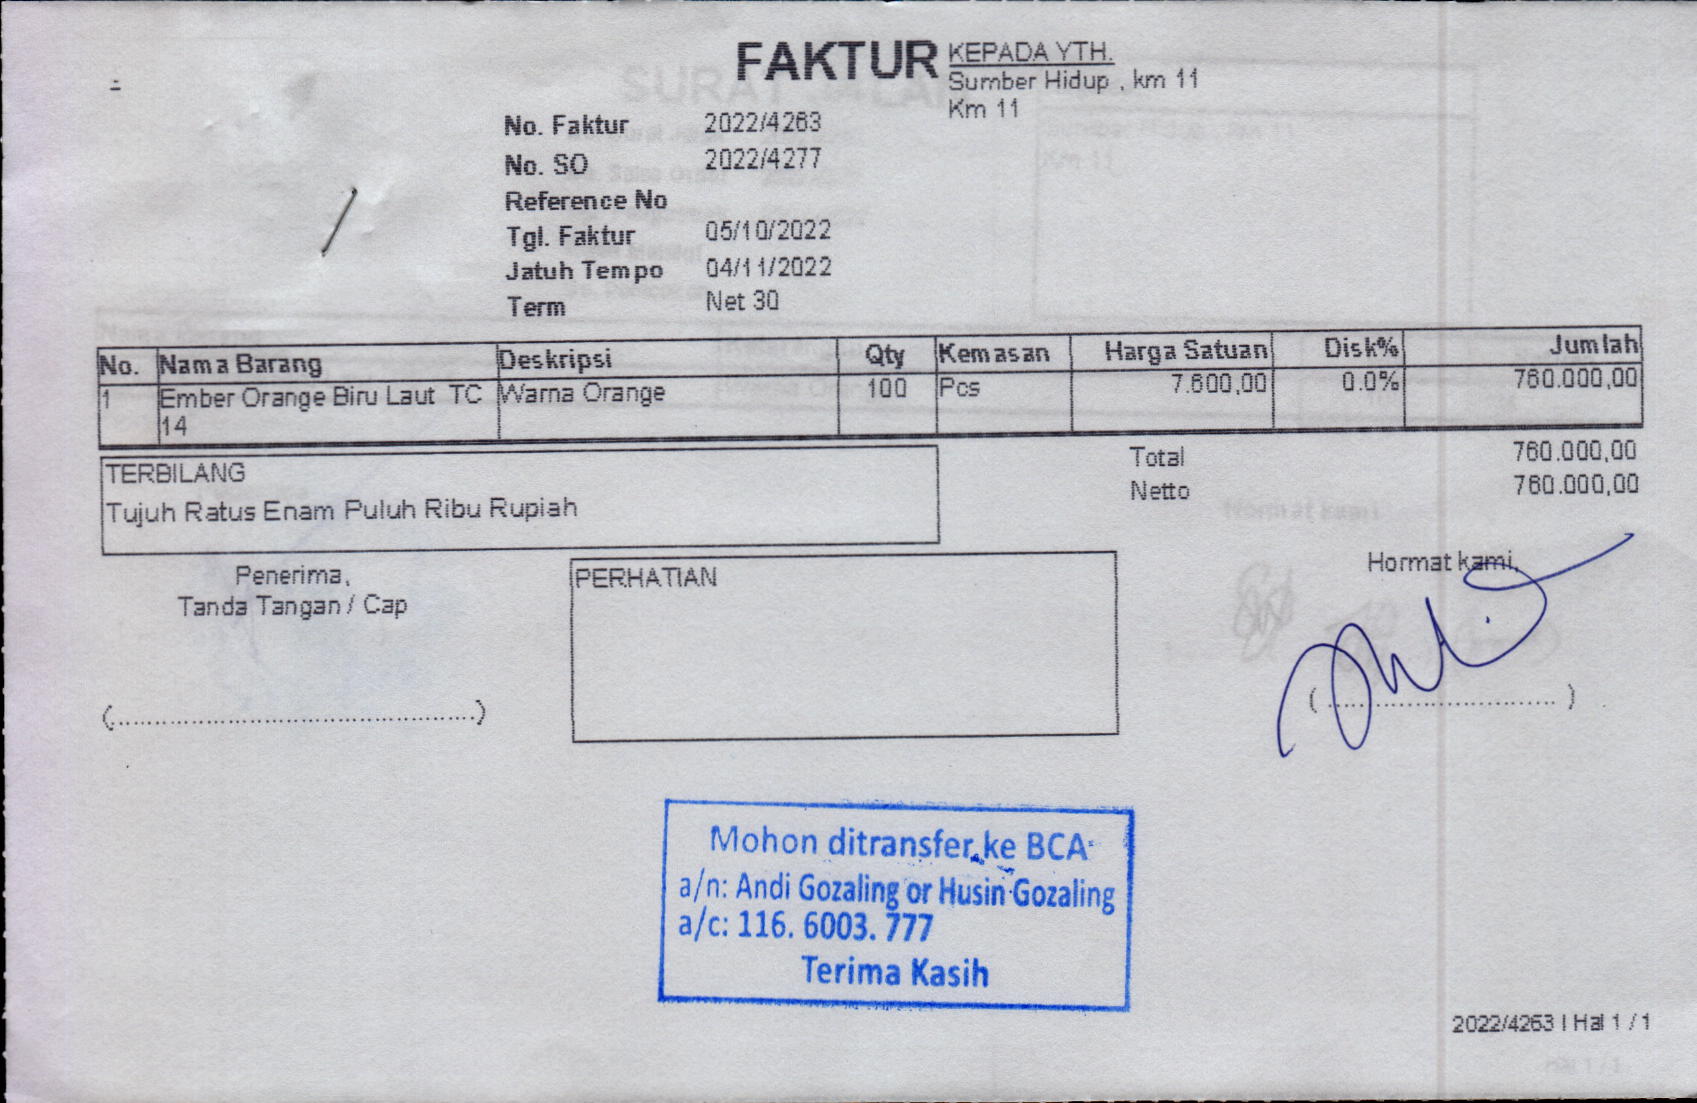 FAKTUR
KEPADA YTH.
Sumber Hidup , km 11
Km 11
No. Faktur 2022/4263
No. SO 2022/4277
Reference No
Tgl. Faktur 05/10/2022
Jatuh Tempo 04/11/2022
Term Net 30
No. Nama Barang Deskripsi Qty Kemasan Harga Satuan Disk% Jumlah
1 Ember Orange Biru Laut TC Warna Orange 100 Pcs 7.600,00 0.0% 760.000,00
14
TERBILANG
Tujuh Ratus Enam Puluh Ribu Rupiah
Total 760.000,00
Netto 760.000,00
Penerima,
Tanda Tangan / Cap
(................................................)
PERHATIAN
Hormat kami,
(..............................)
Mohon ditransfer ke BCA
a/n: Andi Gozaling or Husin Gozaling
a/c: 116. 6003. 777
Terima Kasih
2022/4263 | Hal 1 / 1